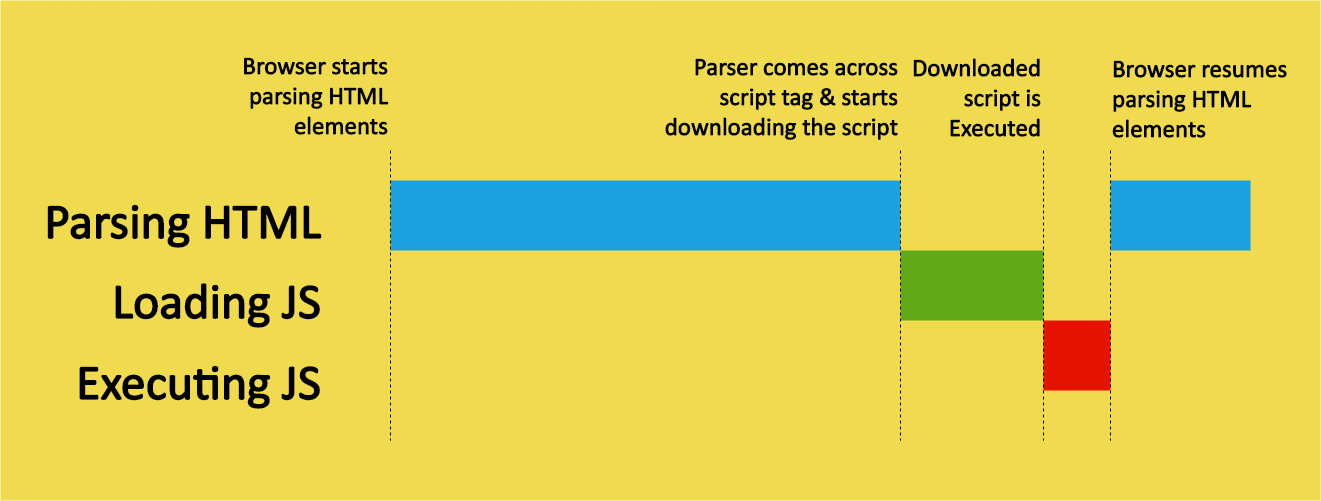 Browser starts
parsing HTML
elements
Parser comes across
script tag & starts
downloading the script
Downloaded
script is
Executed
Browser resumes
parsing HTML
elements
Parsing HTML
Loading JS
Executing JS